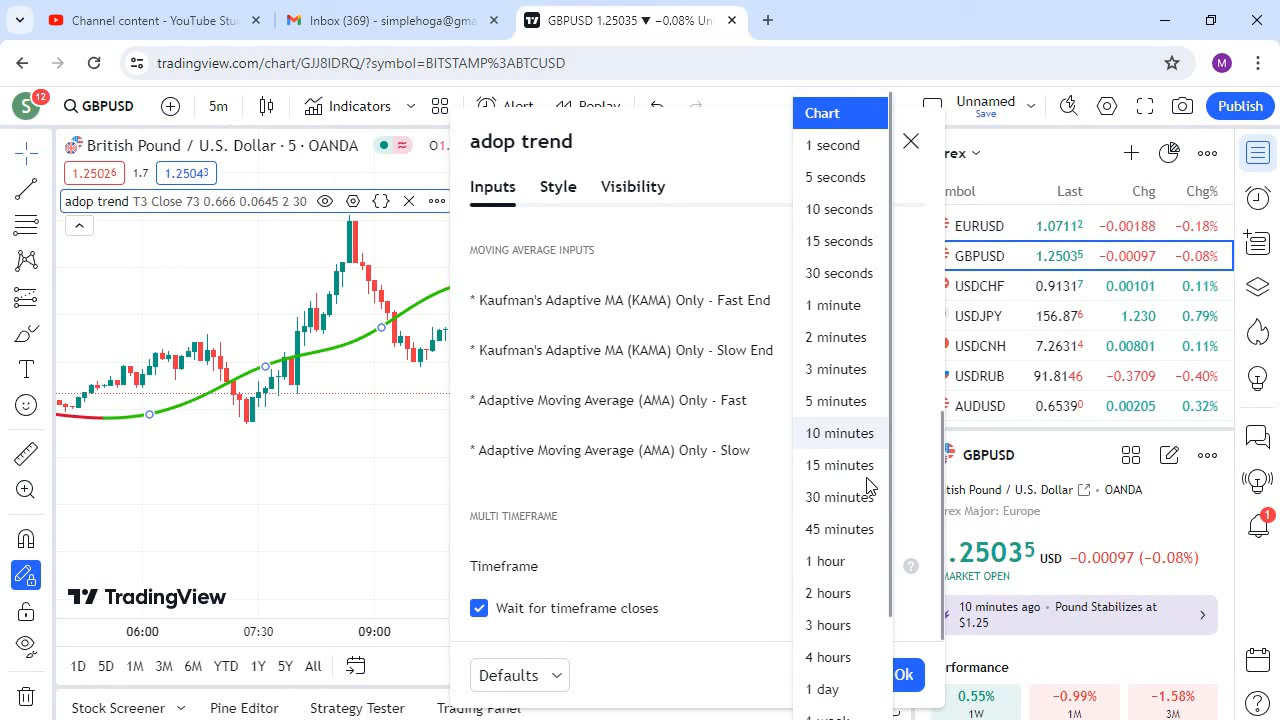 Channel content - YouTube Stu
Inbox (369) - simplehoga@gma
GBPUSD 1.25035 ▼ −0.08% Un
tradingview.com/chart/GJJ8IDRQ/?symbol=BITSTAMP%3ABTCUSD
M
S
12
GBPUSD
5m
Indicators
Alert
Replay
Unnamed
Save
Publish
British Pound / U.S. Dollar · 5 · OANDA
O1.
1.25026
1.7
1.25043
adop trend T3 Close 73 0.666 0.0645 2 30
adop trend
Inputs
Style
Visibility
MOVING AVERAGE INPUTS
* Kaufman's Adaptive MA (KAMA) Only - Fast End
* Kaufman's Adaptive MA (KAMA) Only - Slow End
* Adaptive Moving Average (AMA) Only - Fast
* Adaptive Moving Average (AMA) Only - Slow
MULTI TIMEFRAME
Timeframe
Wait for timeframe closes
Defaults
Ok
Chart
1 second
5 seconds
10 seconds
15 seconds
30 seconds
1 minute
2 minutes
3 minutes
5 minutes
10 minutes
15 minutes
30 minutes
45 minutes
1 hour
2 hours
3 hours
4 hours
1 day
1 week
rex
mbol Last Chg Chg%
EURUSD 1.07112 −0.00188 −0.18%
GBPUSD 1.25035 −0.00097 −0.08%
USDCHF 0.91317 0.00101 0.11%
USDJPY 156.876 1.230 0.79%
USDCNH 7.26314 0.00801 0.11%
USDRUB 91.8146 −0.3709 −0.40%
AUDUSD 0.65390 0.00205 0.32%
GBPUSD
tish Pound / U.S. Dollar · OANDA
rex Major: Europe
.25035 USD −0.00097 (−0.08%)
MARKET OPEN
10 minutes ago · Pound Stabilizes at
$1.25
erformance
0.55%
1W
−0.99%
1M
−1.58%
3M
1
TradingView
06:00
07:30
09:00
1D 5D 1M 3M 6M YTD 1Y 5Y All
Stock Screener
Pine Editor
Strategy Tester
Trading Panel